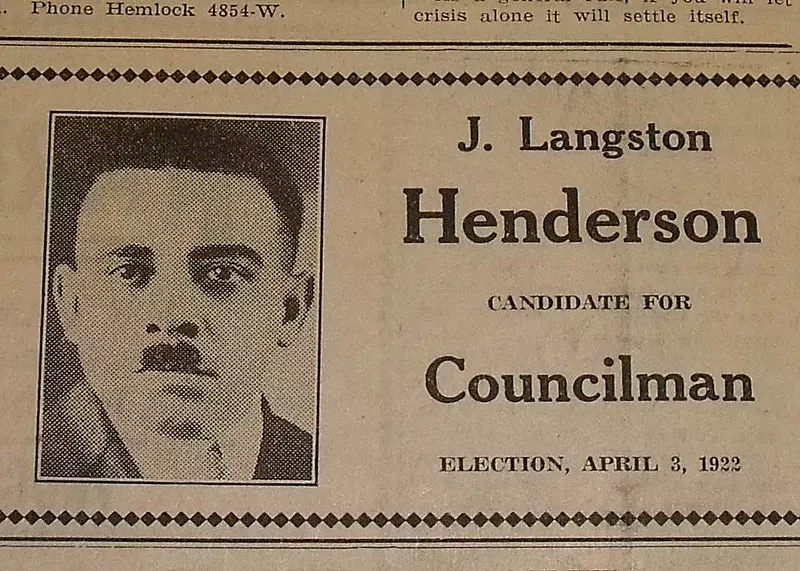 Phone Hemlock 4854-W.
crisis alone it will settle itself.
J. Langston
Henderson
CANDIDATE FOR
Councilman
ELECTION, APRIL 3, 1922